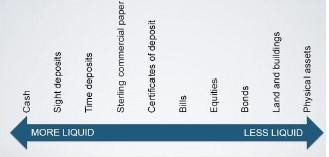 Cash
Sight deposits
Time deposits
Sterling commercial paper
Certificates of deposit
Bills
Equities
Bonds
Land and buildings
Physical assets
MORE LIQUID
LESS LIQUID